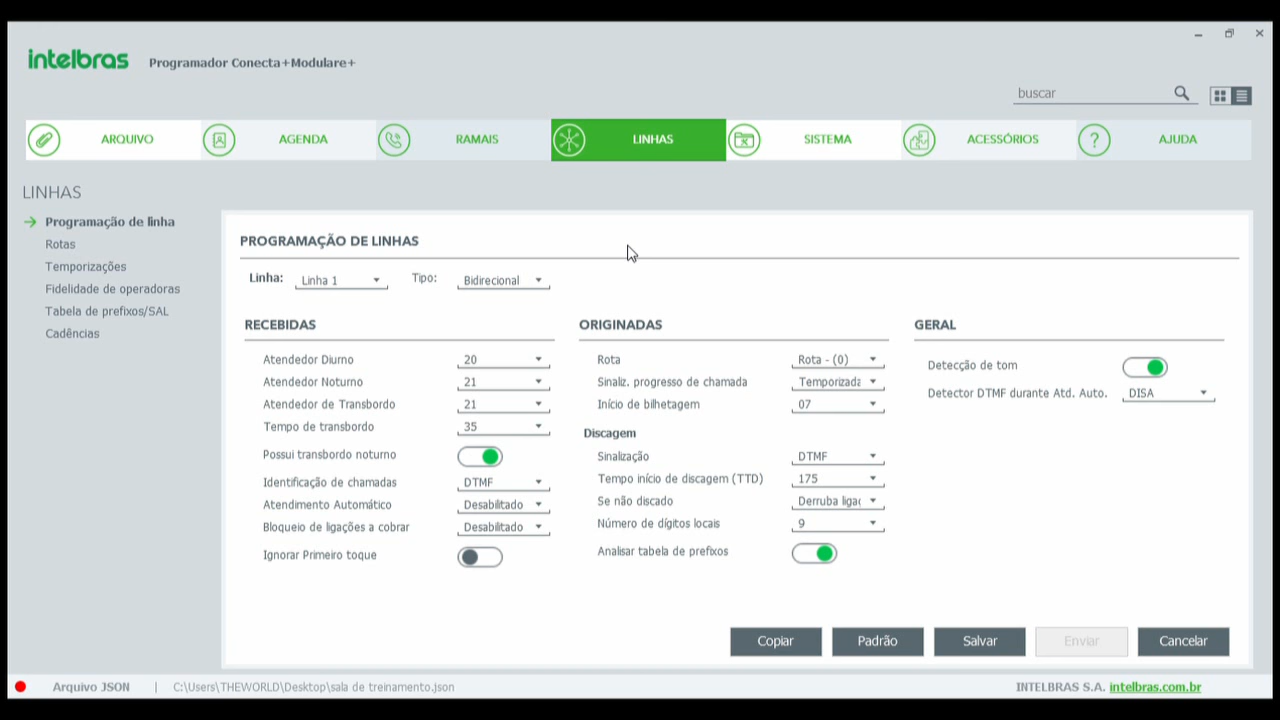 intelbras Programador Conecta+Modulare+
buscar
ARQUIVO AGENDA RAMAIS LINHAS SISTEMA ACESSÓRIOS ? AJUDA
LINHAS
Programação de linha
Rotas
Temporizações
Fidelidade de operadoras
Tabela de prefixos/SAL
Cadências
PROGRAMAÇÃO DE LINHAS
Linha: Linha 1 Tipo: Bidirecional
RECEBIDAS
Atendedor Diurno 20
Atendedor Noturno 21
Atendedor de Transbordo 21
Tempo de transbordo 35
Possui transbordo noturno
Identificação de chamadas DTMF
Atendimento Automático Desabilitado
Bloqueio de ligações a cobrar Desabilitado
Ignorar Primeiro toque
ORIGINADAS
Rota Rota - (0)
Sinaliz. progresso de chamada Temporizada
Início de bilhetagem 07
Discagem
Sinalização DTMF
Tempo início de discagem (TTD) 175
Se não discado Derruba ligaç
Número de dígitos locais 9
Analisar tabela de prefixos
GERAL
Detecção de tom
Detector DTMF durante Atd. Auto. DISA
Copiar Padrão Salvar Enviar Cancelar
Arquivo JSON | C:\Users\THEWORLD\Desktop\sala de treinamento.json INTELBRAS S.A. intelbras.com.br